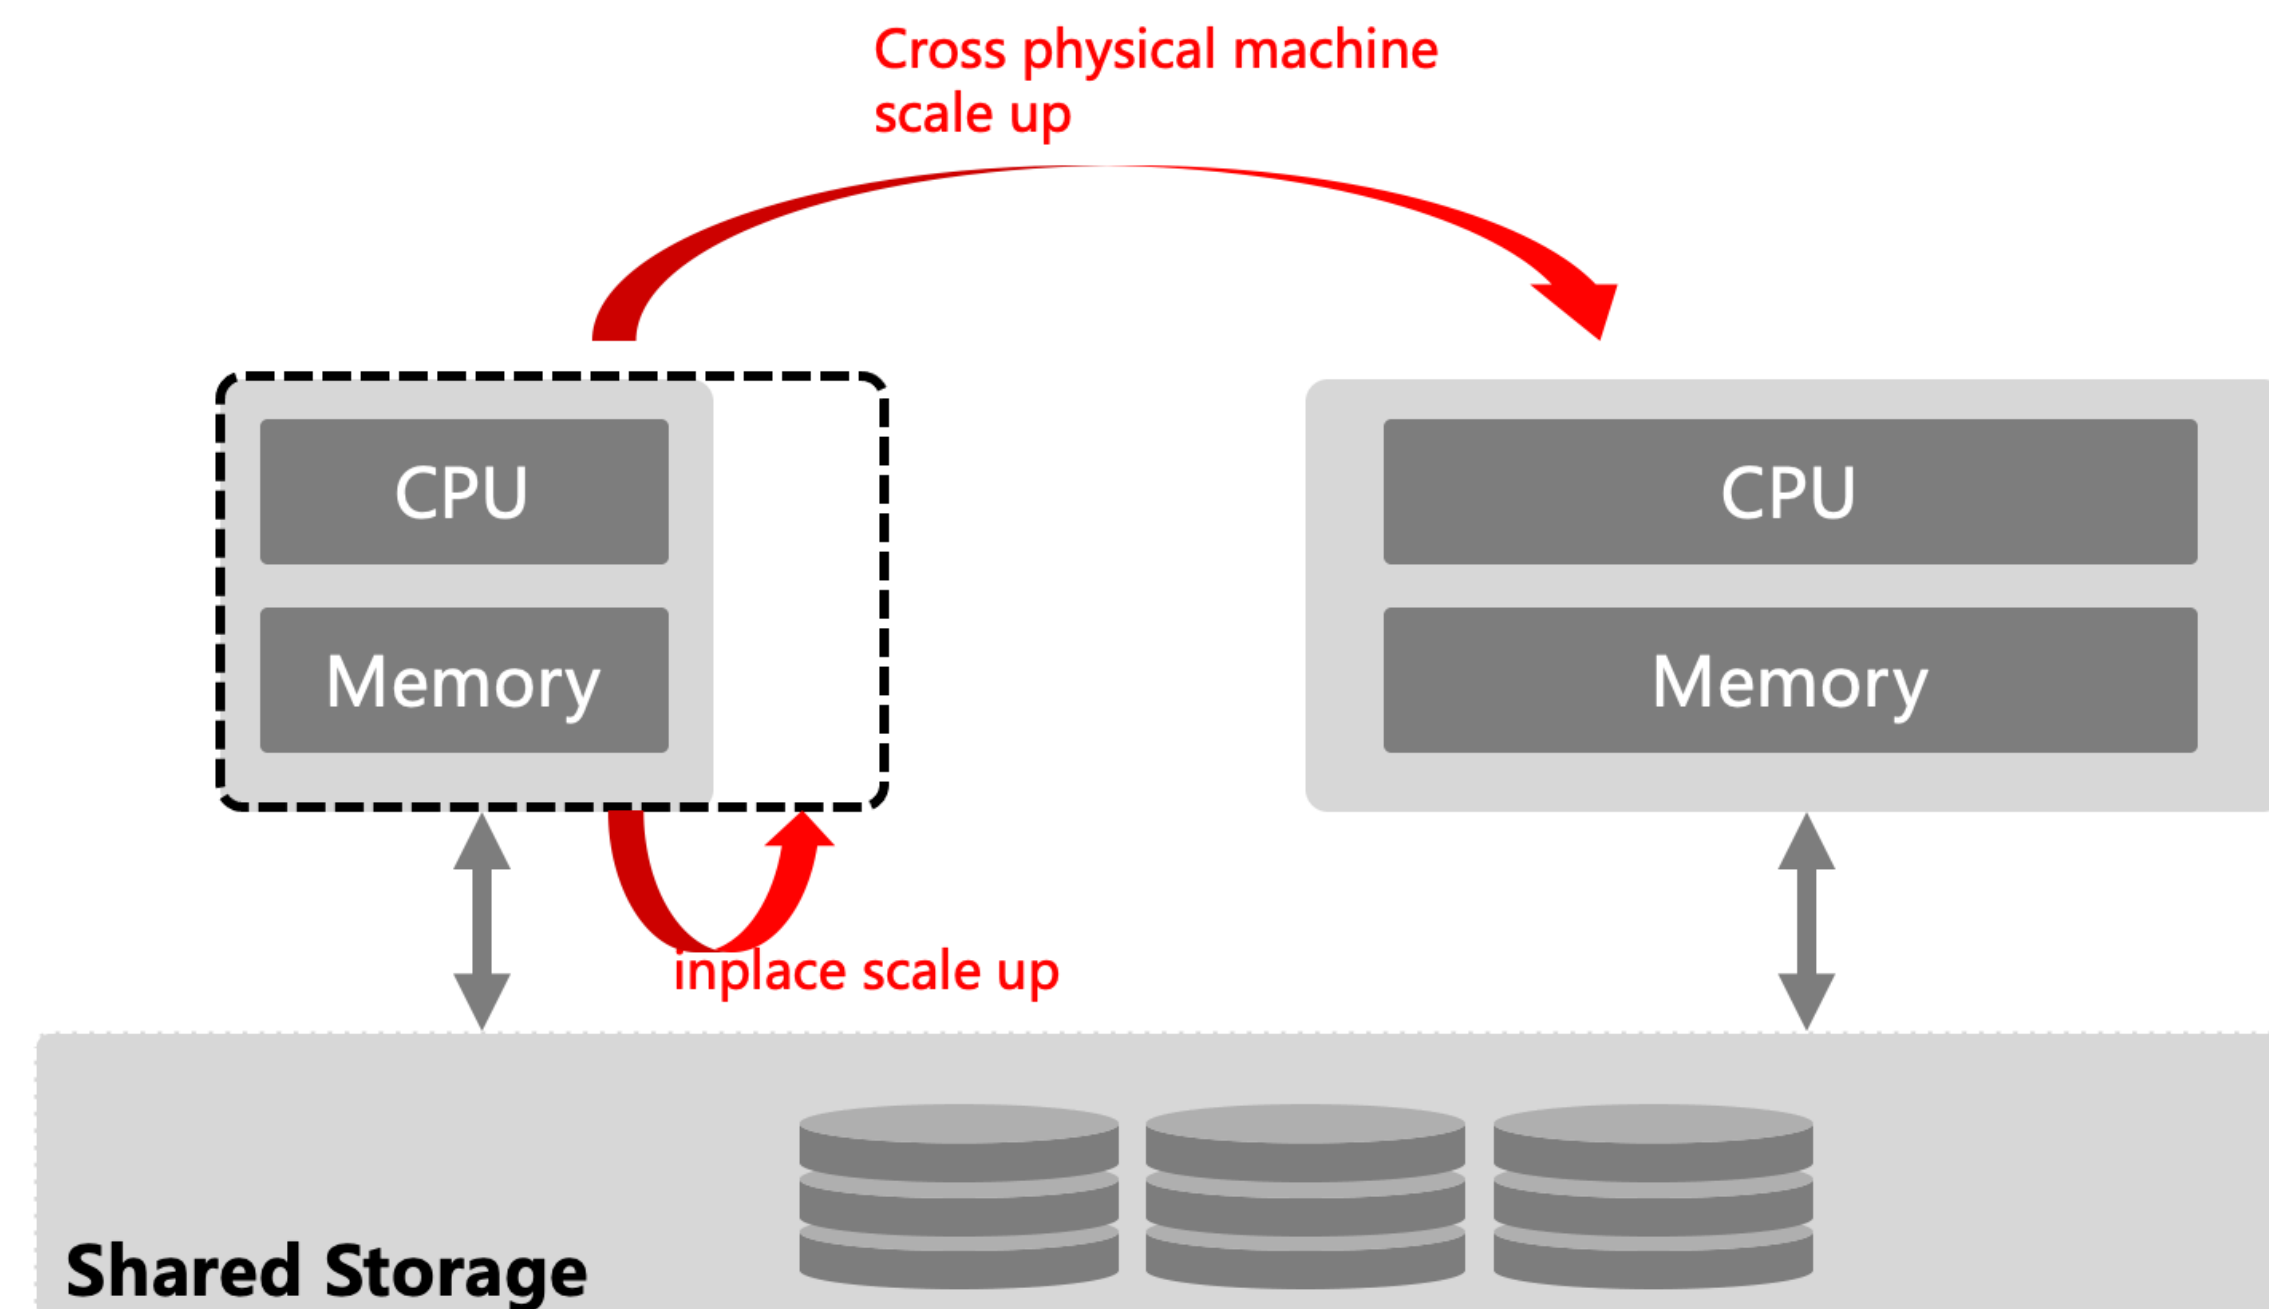 Cross physical machine
scale up
CPU
Memory
CPU
Memory
inplace scale up
Shared Storage